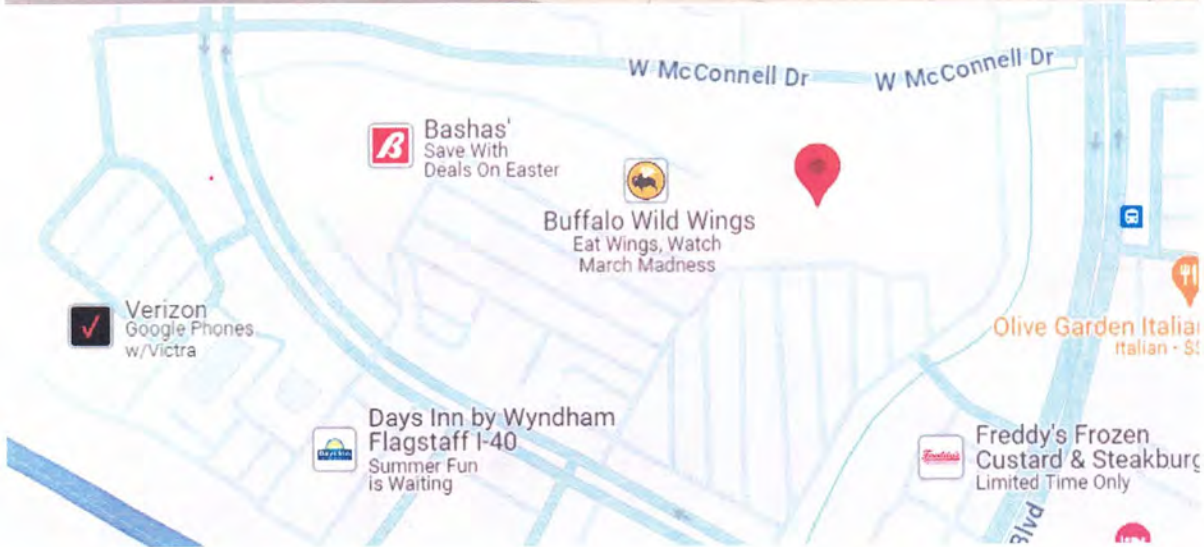 W McConnell Dr
W McConnell Dr
Bashas'
Save With
Deals On Easter
Buffalo Wild Wings
Eat Wings, Watch
March Madness
Verizon
Google Phones
w/Victra
Olive Garden Italia
Italian - $
Days Inn by Wyndham
Flagstaff I-40
Summer Fun
is Waiting
Freddy's Frozen
Custard & Steakburg
Limited Time Only
Blvd